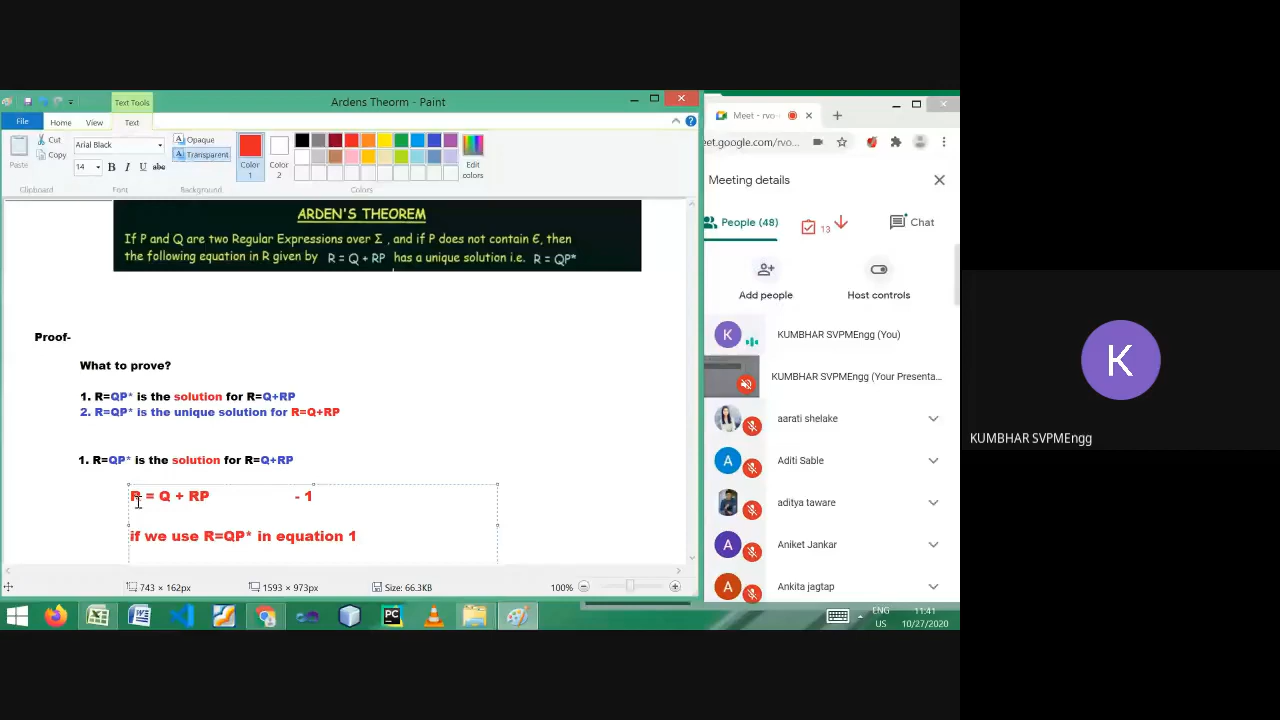 Text Tools
Ardens Theorm - Paint
File
Home
View
Text
Paste
Cut
Copy
Clipboard
Arial Black
14
B I U abc
Font
Opaque
Transparent
Background
Color 1
Color 2
Edit colors
Colors
ARDEN'S THEOREM
If P and Q are two Regular Expressions over Σ , and if P does not contain ϵ, then
the following equation in R given by R = Q + RP has a unique solution i.e. R = QP*
Proof-
What to prove?
1. R=QP* is the solution for R=Q+RP
2. R=QP* is the unique solution for R=Q+RP
1. R=QP* is the solution for R=Q+RP
R = Q + RP - 1
if we use R=QP* in equation 1
743 × 162px
1593 × 973px
Size: 66.3KB
100%
Meet - rvo
eet.google.com/rvo...
Meeting details
People (48)
13
Chat
Add people
Host controls
K
KUMBHAR SVPMEngg (You)
KUMBHAR SVPMEngg (Your Presenta...
aarati shelake
A
Aditi Sable
aditya taware
A
Aniket Jankar
A
Ankita jagtap
PC
ENG
US
11:41
10/27/2020
K
KUMBHAR SVPMEngg